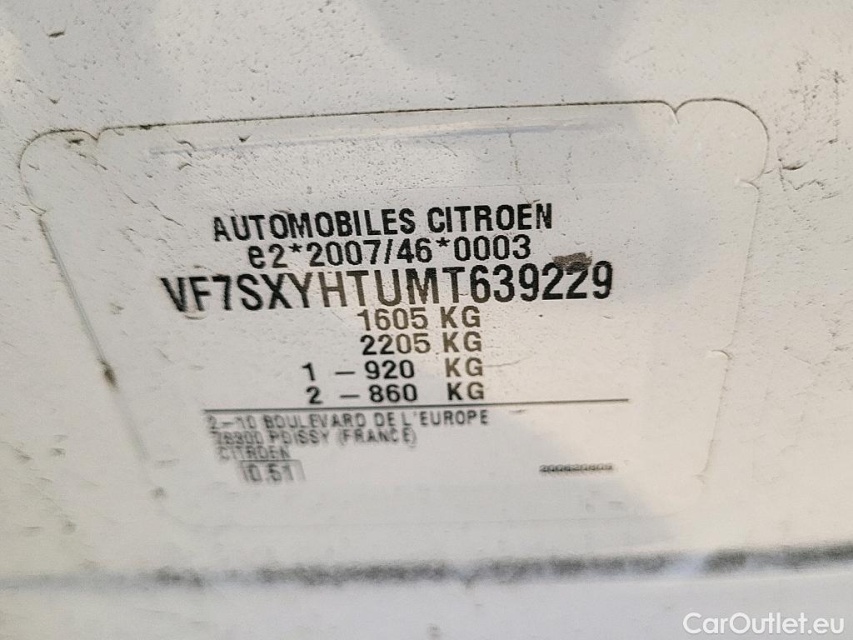 AUTOMOBILES CITROEN
e2*2007/46*0003
VF7SXYHTUMT639229
1605 KG
2205 KG
1 – 920 KG
2 – 860 KG
2–10 BOULEVARD DE L'EUROPE
78300 POISSY (FRANCE)
CITROEN
0.51
CarOutlet.eu